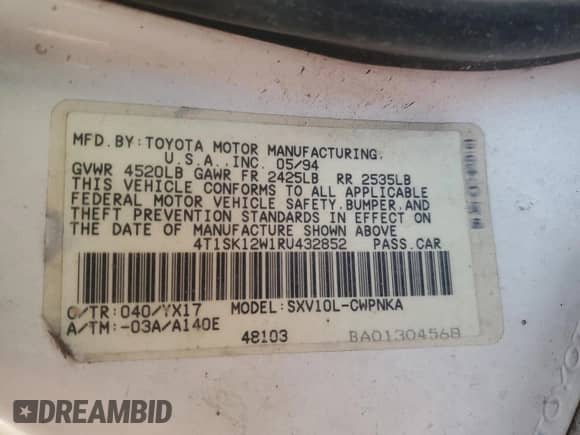 MFD. BY: TOYOTA MOTOR MANUFACTURING,
U.S.A., INC. 05/94
GVWR 4520LB GAWR FR 2425LB RR 2535LB
THIS VEHICLE CONFORMS TO ALL APPLICABLE
FEDERAL MOTOR VEHICLE SAFETY, BUMPER, AND
THEFT PREVENTION STANDARDS IN EFFECT ON
THE DATE OF MANUFACTURE SHOWN ABOVE
4T1SK12W1RU432852 PASS. CAR
C/TR: 040/YX17 MODEL: SXV10L-CWPNKA
A/TM: -03A/A140E
48103 BA0130456B
TOYO
DREAMBID